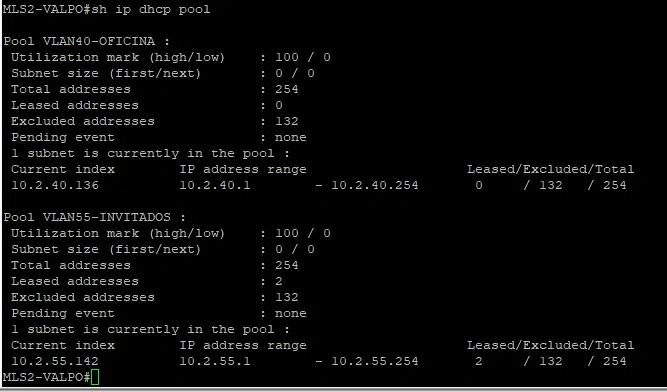 MLS2-VALPO#sh ip dhcp pool
Pool VLAN40-OFICINA :
Utilization mark (high/low) : 100 / 0
Subnet size (first/next) : 0 / 0
Total addresses : 254
Leased addresses : 0
Excluded addresses : 132
Pending event : none
1 subnet is currently in the pool :
Current index IP address range Leased/Excluded/Total
10.2.40.136 10.2.40.1 - 10.2.40.254 0 / 132 / 254
Pool VLAN55-INVITADOS :
Utilization mark (high/low) : 100 / 0
Subnet size (first/next) : 0 / 0
Total addresses : 254
Leased addresses : 2
Excluded addresses : 132
Pending event : none
1 subnet is currently in the pool :
Current index IP address range Leased/Excluded/Total
10.2.55.142 10.2.55.1 - 10.2.55.254 2 / 132 / 254
MLS2-VALPO#